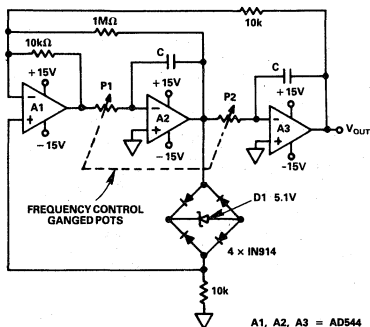 10k
1MΩ
10kΩ
C
P1
+15V
+15V
P2
C
+15V
A1
A2
A3
VOUT
-15V
-15V
-15V
D1 5.1V
FREQUENCY CONTROL
GANGED POTS
4 × IN914
10k
A1, A2, A3 = AD544